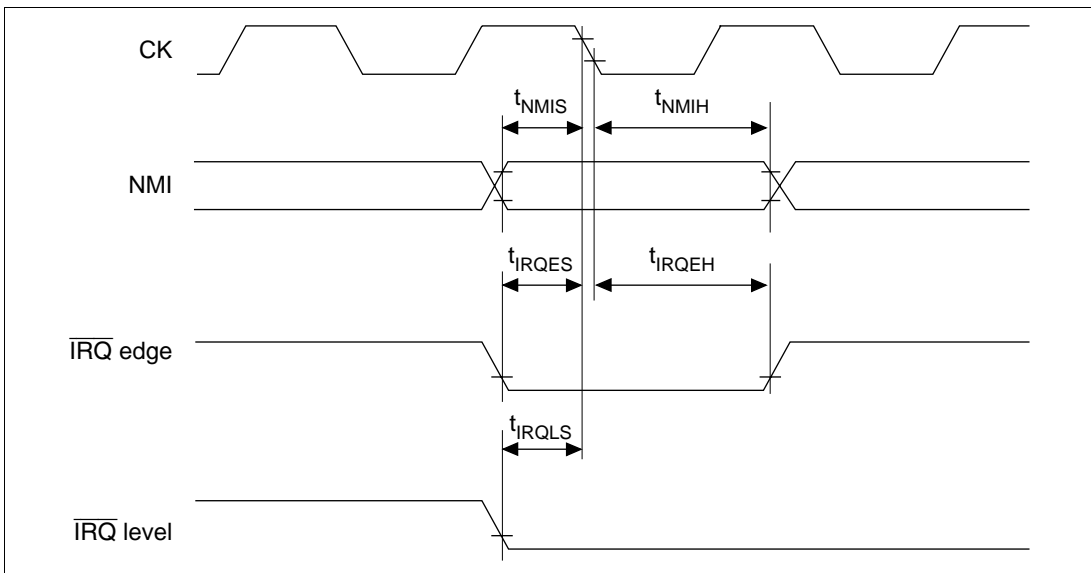 CK
tNMIS
tNMIH
NMI
tIRQES
tIRQEH
IRQ edge
tIRQLS
IRQ level